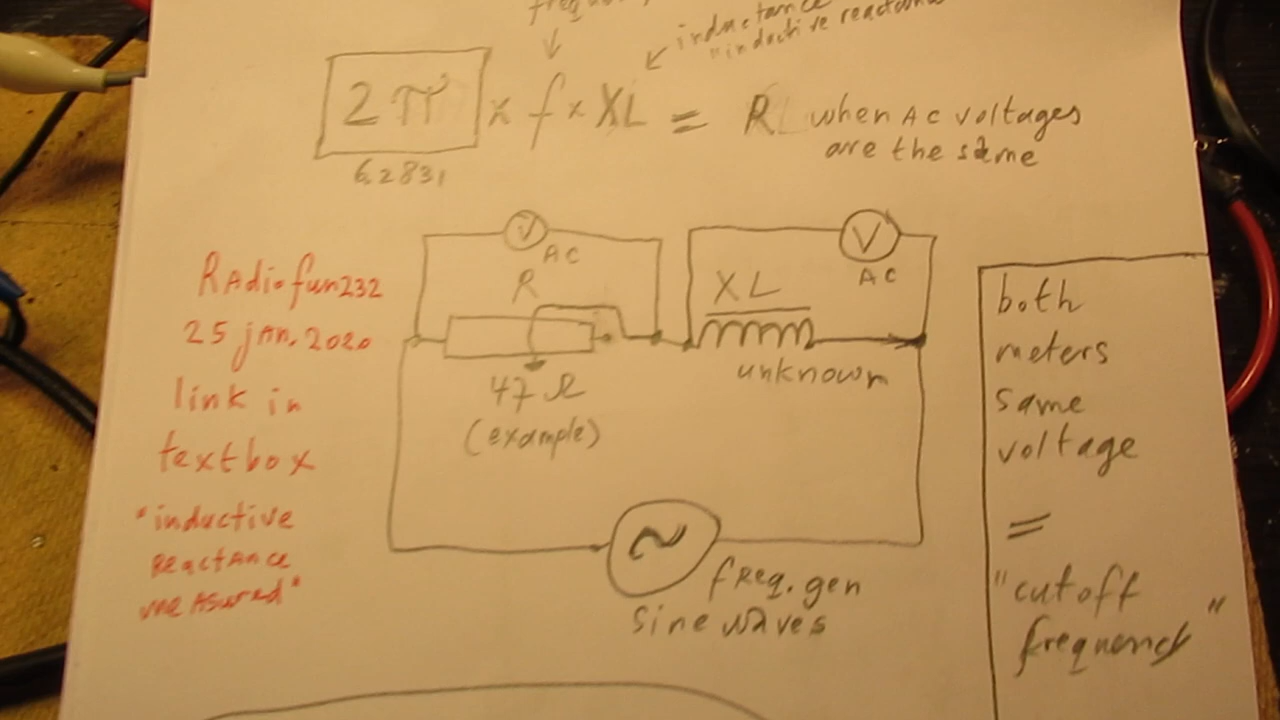 inductance
"inductive reactance
2 π × f × XL = R when AC voltages
are the same
6,2831
V
AC
V
AC
R
XL
47 Ω
(example)
unknown
freq. gen
sine waves
RAdiofun232
25 jAn. 2020
link in
textbox
"inductive
reActAnce
meAsured"
both
meters
same
voltage
=
"cutoff
frequency"